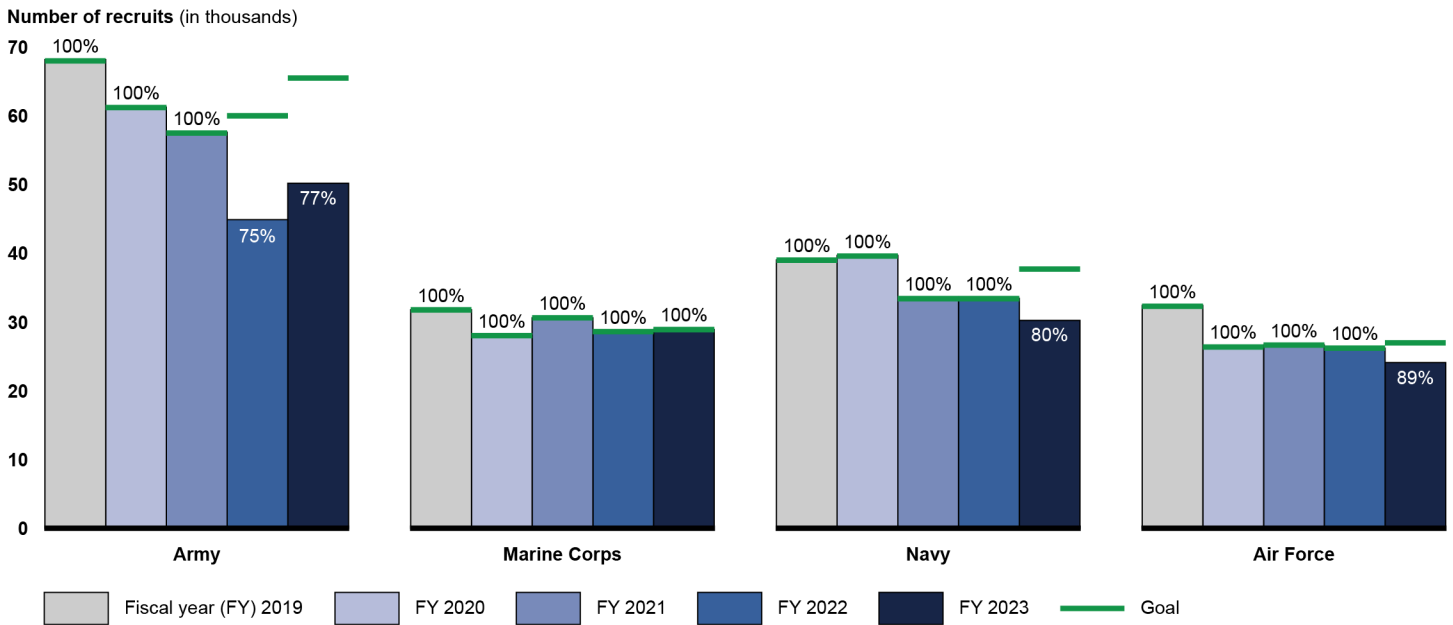 Number of recruits (in thousands)
70
60
50
40
30
20
10
0
100%
100%
100%
75%
77%
100%
100%
100%
100%
100%
100%
100%
100%
100%
80%
100%
100%
100%
100%
89%
Army
Marine Corps
Navy
Air Force
Fiscal year (FY) 2019
FY 2020
FY 2021
FY 2022
FY 2023
Goal